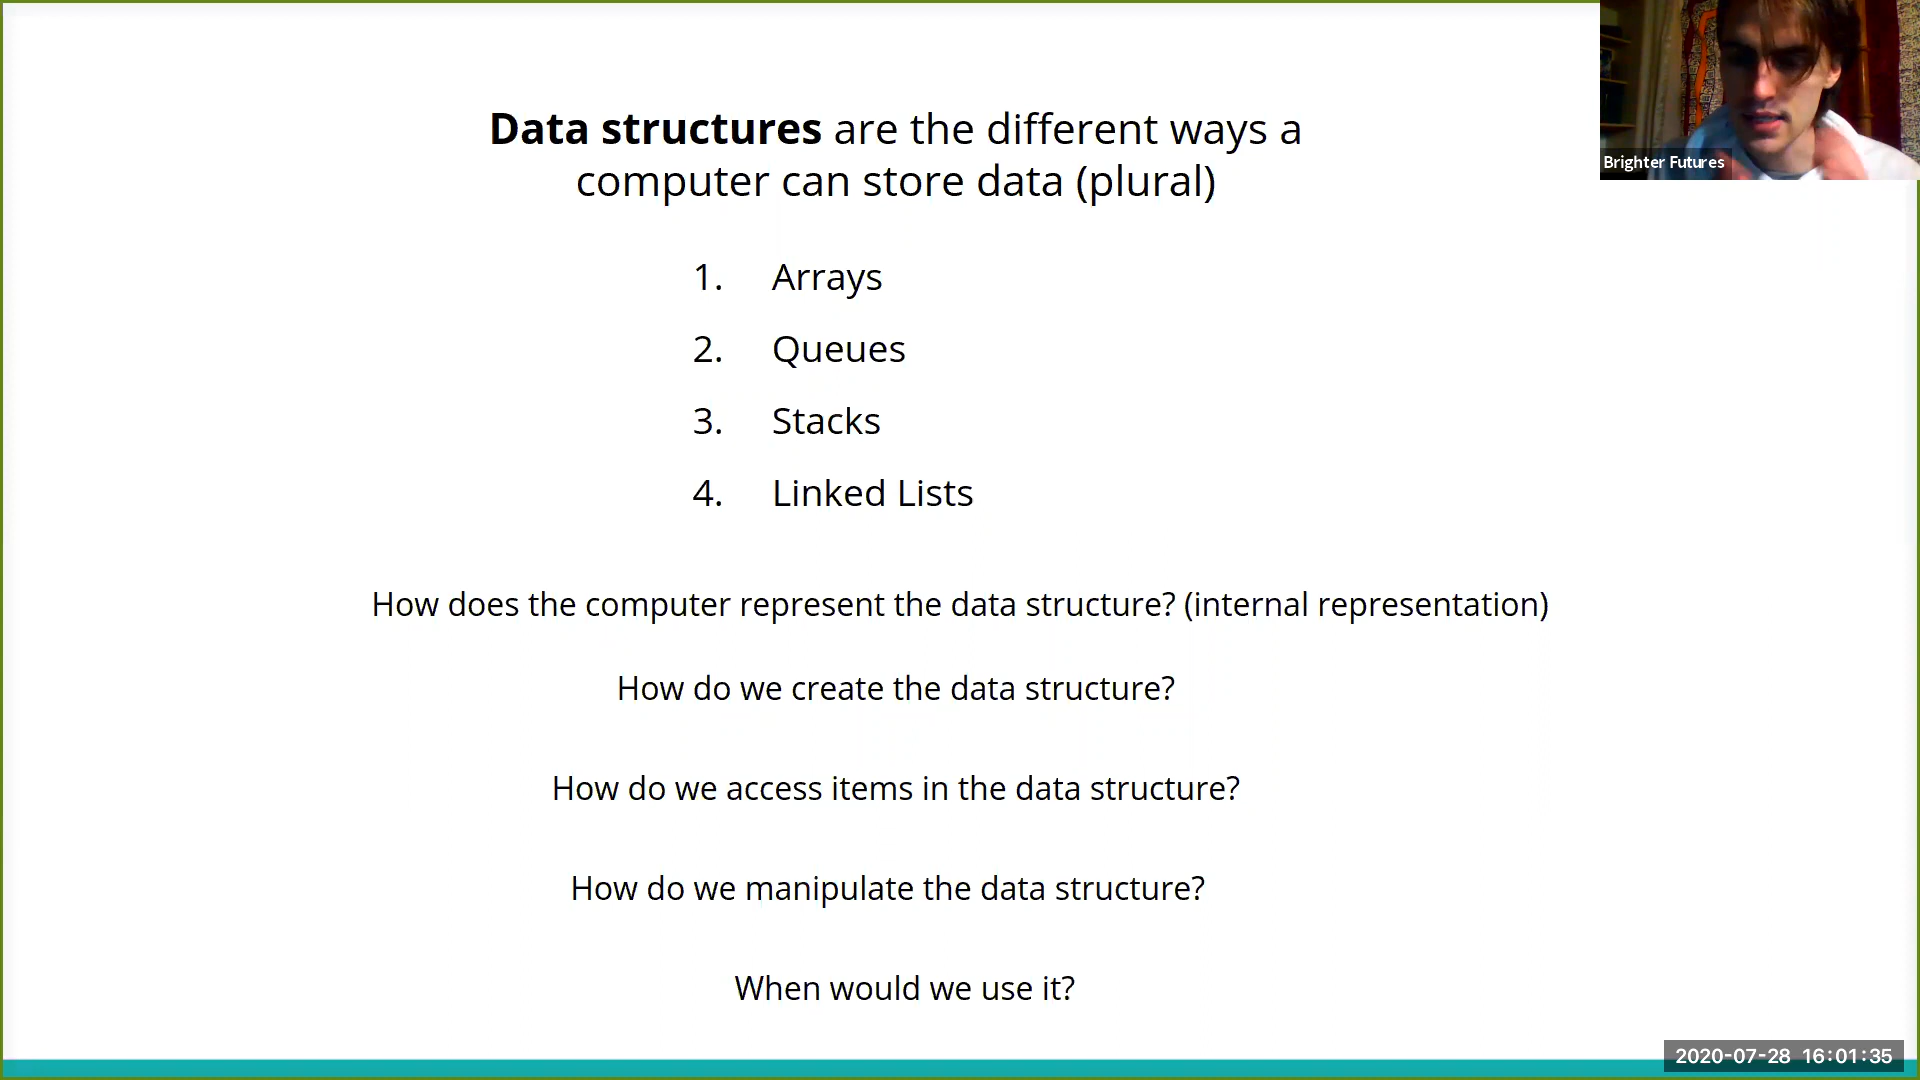 Data structures are the different ways a
computer can store data (plural)
1. Arrays
2. Queues
3. Stacks
4. Linked Lists
How does the computer represent the data structure? (internal representation)
How do we create the data structure?
How do we access items in the data structure?
How do we manipulate the data structure?
When would we use it?
Brighter Futures
2020-07-28 16:01:35